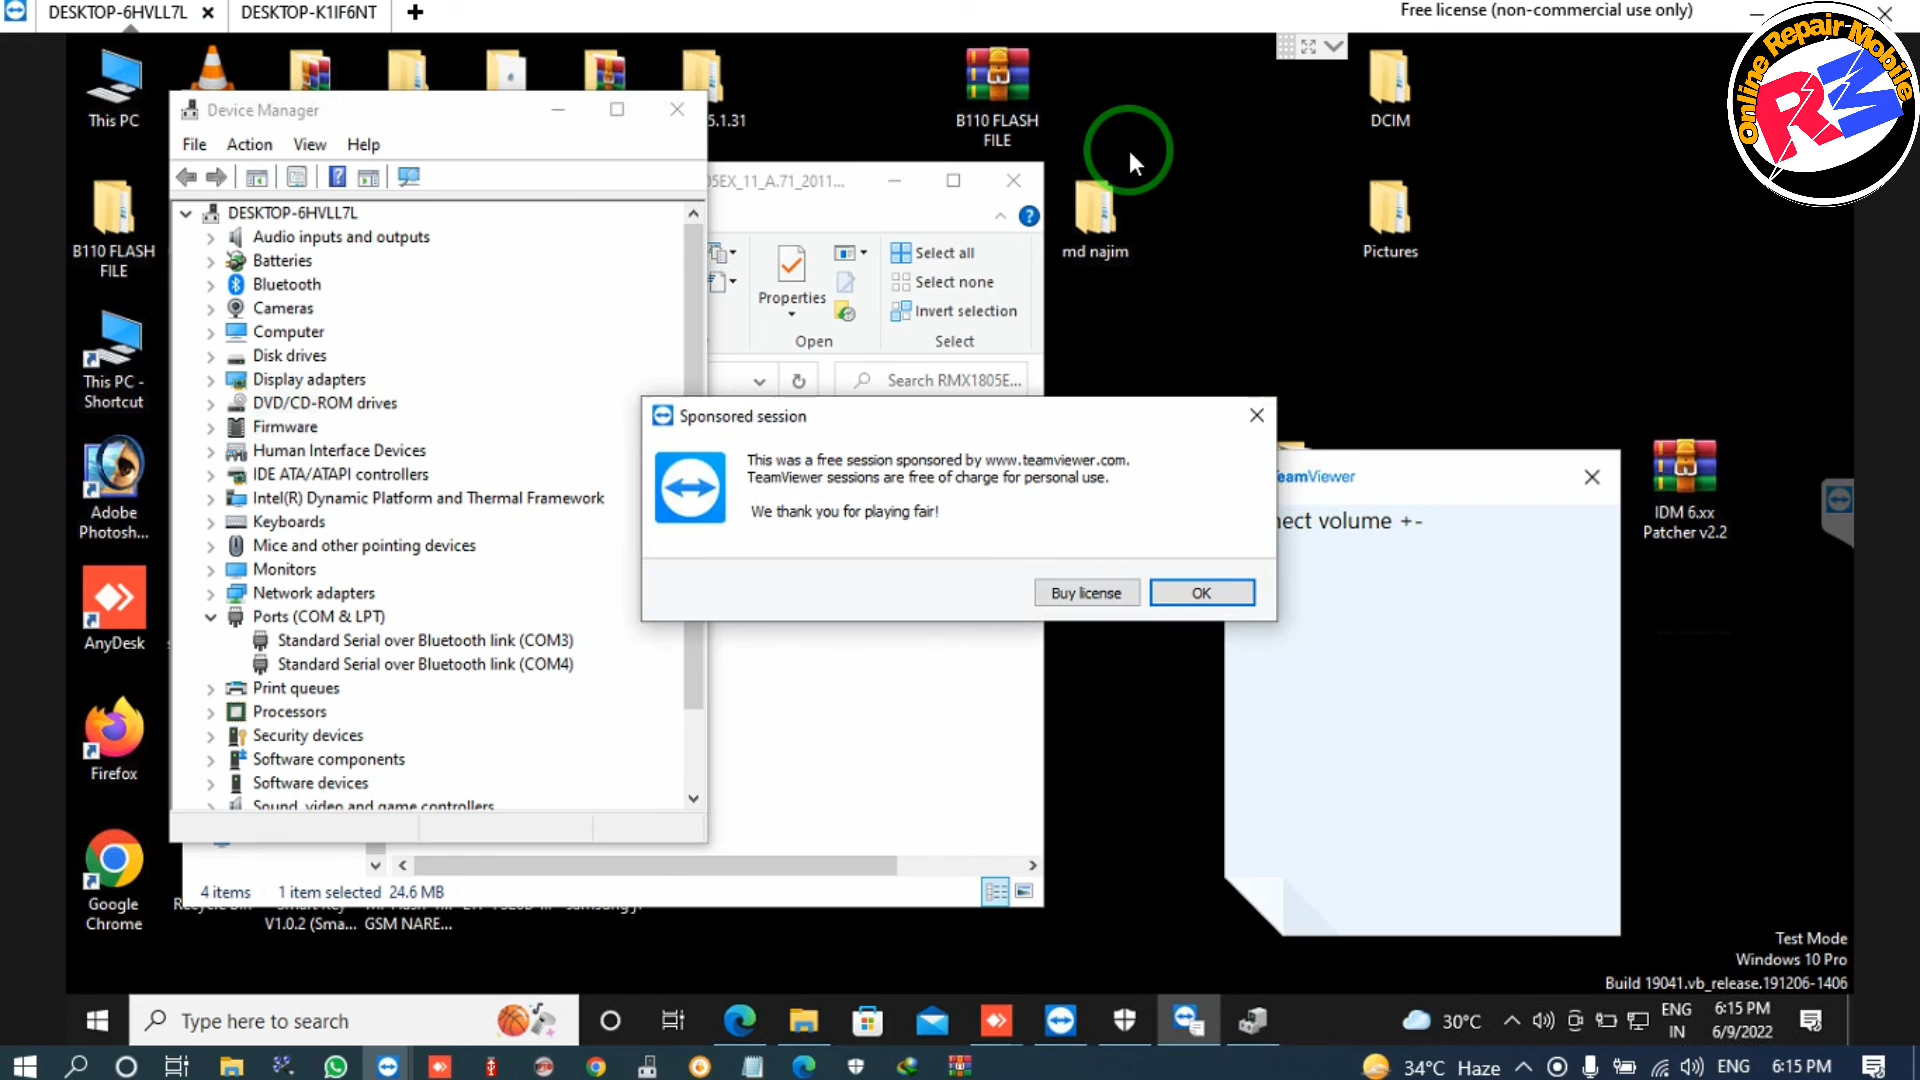 DESKTOP-6HVLL7L
DESKTOP-K1IF6NT
Free license (non-commercial use only)
Online Repair Mobile
RM
This PC
5.1.31
B110 FLASH
FILE
DCIM
Device Manager
File Action View Help
05EX_11_A.71_2011...
B110 FLASH
FILE
md najim
Pictures
DESKTOP-6HVLL7L
Audio inputs and outputs
Batteries
Bluetooth
Cameras
Computer
Disk drives
Display adapters
DVD/CD-ROM drives
Firmware
Human Interface Devices
IDE ATA/ATAPI controllers
Intel(R) Dynamic Platform and Thermal Framework
Keyboards
Mice and other pointing devices
Monitors
Network adapters
Ports (COM & LPT)
Standard Serial over Bluetooth link (COM3)
Standard Serial over Bluetooth link (COM4)
Print queues
Processors
Security devices
Software components
Software devices
Sound, video and game controllers
Properties
Open
Select all
Select none
Invert selection
Select
Search RMX1805E...
This PC -
Shortcut
Adobe
Photosh...
AnyDesk
Firefox
Google
Chrome
Sponsored session
This was a free session sponsored by www.teamviewer.com.
TeamViewer sessions are free of charge for personal use.
We thank you for playing fair!
Buy license
OK
eamViewer
nect volume +-
IDM 6.xx
Patcher v2.2
4 items 1 item selected 24.6 MB
V1.0.2 (Sma...
GSM NARE...
Test Mode
Windows 10 Pro
Build 19041.vb_release.191206-1406
Type here to search
30°C
ENG
IN
6:15 PM
6/9/2022
34°C Haze
ENG
6:15 PM